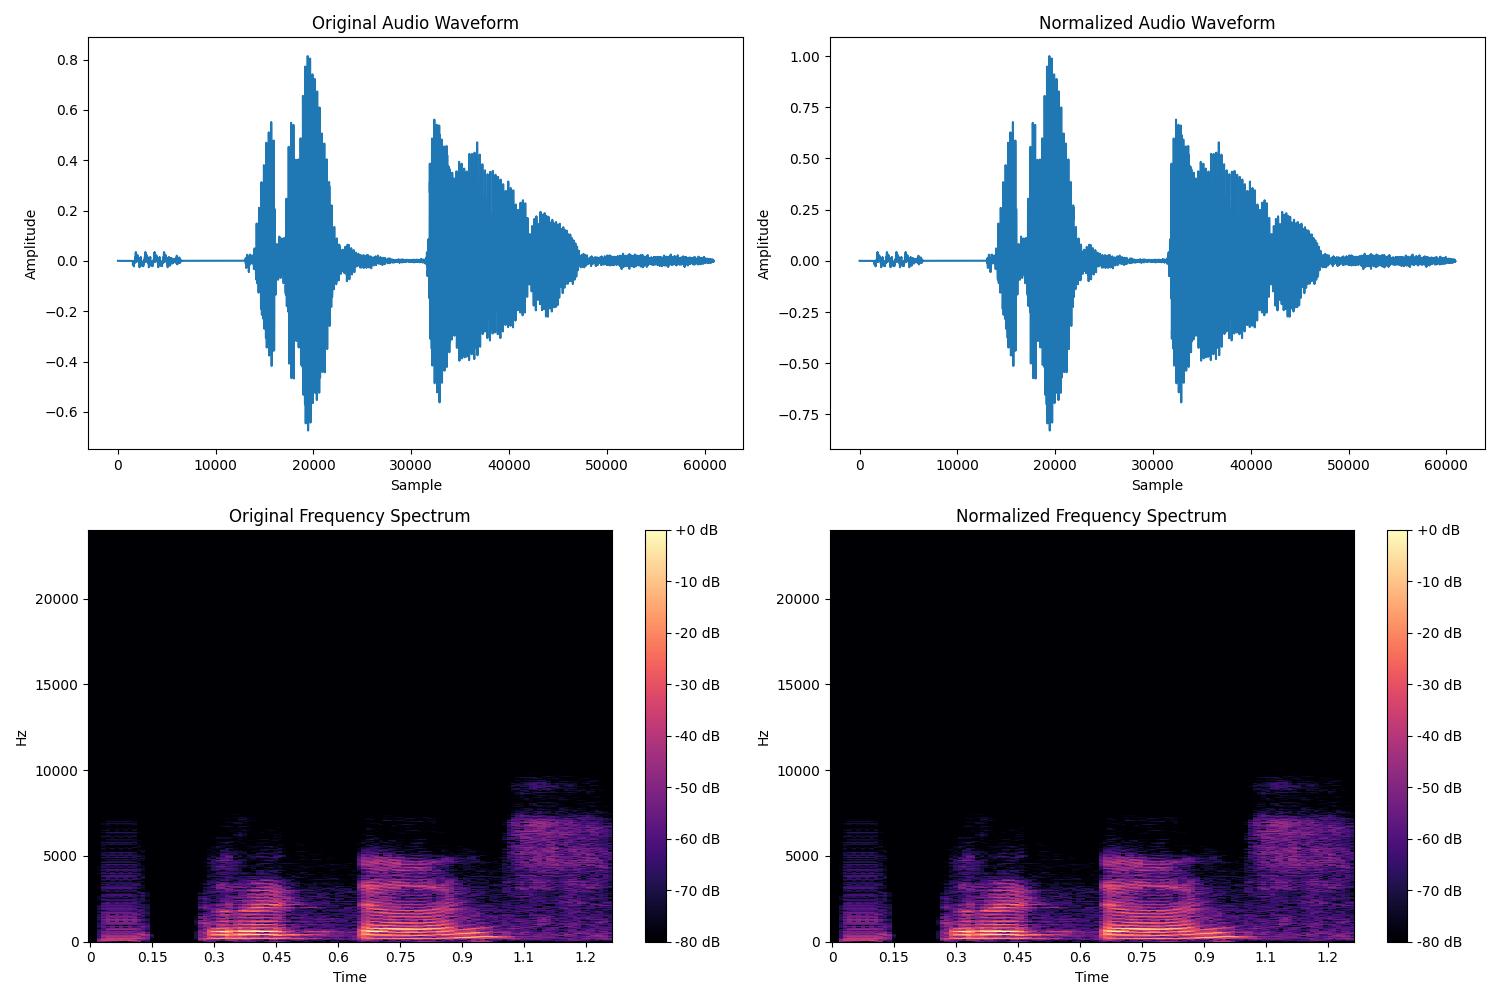 Original Audio Waveform
Amplitude
0.8
0.6
0.4
0.2
0.0
−0.2
−0.4
−0.6
0 10000 20000 30000 40000 50000 60000
Sample
Normalized Audio Waveform
Amplitude
1.00
0.75
0.50
0.25
0.00
−0.25
−0.50
−0.75
0 10000 20000 30000 40000 50000 60000
Sample
Original Frequency Spectrum
Hz
20000
15000
10000
5000
0
0 0.15 0.3 0.45 0.6 0.75 0.9 1.1 1.2
Time
+0 dB
-10 dB
-20 dB
-30 dB
-40 dB
-50 dB
-60 dB
-70 dB
-80 dB
Normalized Frequency Spectrum
Hz
20000
15000
10000
5000
0
0 0.15 0.3 0.45 0.6 0.75 0.9 1.1 1.2
Time
+0 dB
-10 dB
-20 dB
-30 dB
-40 dB
-50 dB
-60 dB
-70 dB
-80 dB